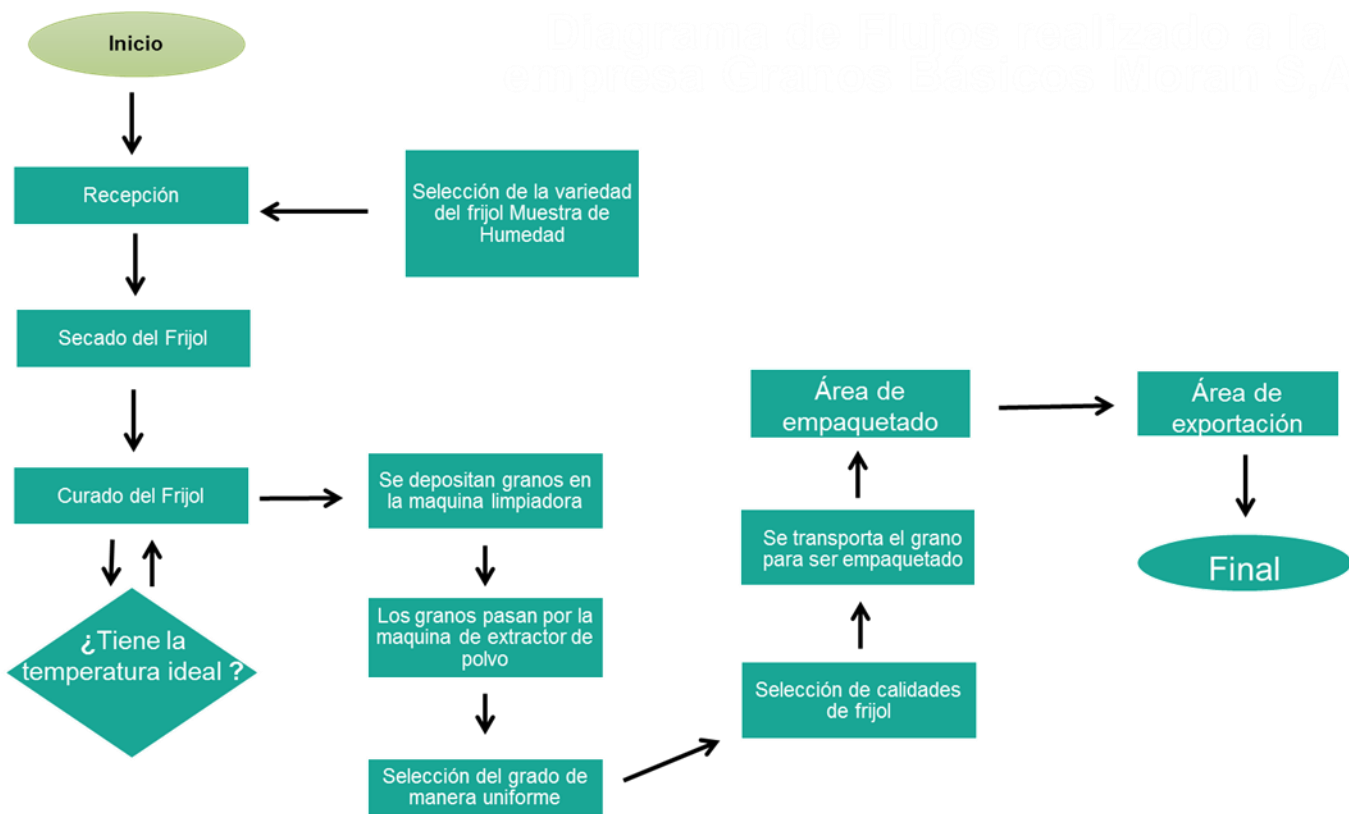 Diagrama de Flujos realizado a la
empresa Granos Básicos Moran S,A
Inicio
Recepción
Selección de la variedad
del frijol Muestra de
Humedad
Secado del Frijol
Curado del Frijol
¿Tiene la
temperatura ideal ?
Se depositan granos en
la maquina limpiadora
Los granos pasan por la
maquina de extractor de
polvo
Selección del grado de
manera uniforme
Selección de calidades
de frijol
Se transporta el grano
para ser empaquetado
Área de
empaquetado
Área de
exportación
Final